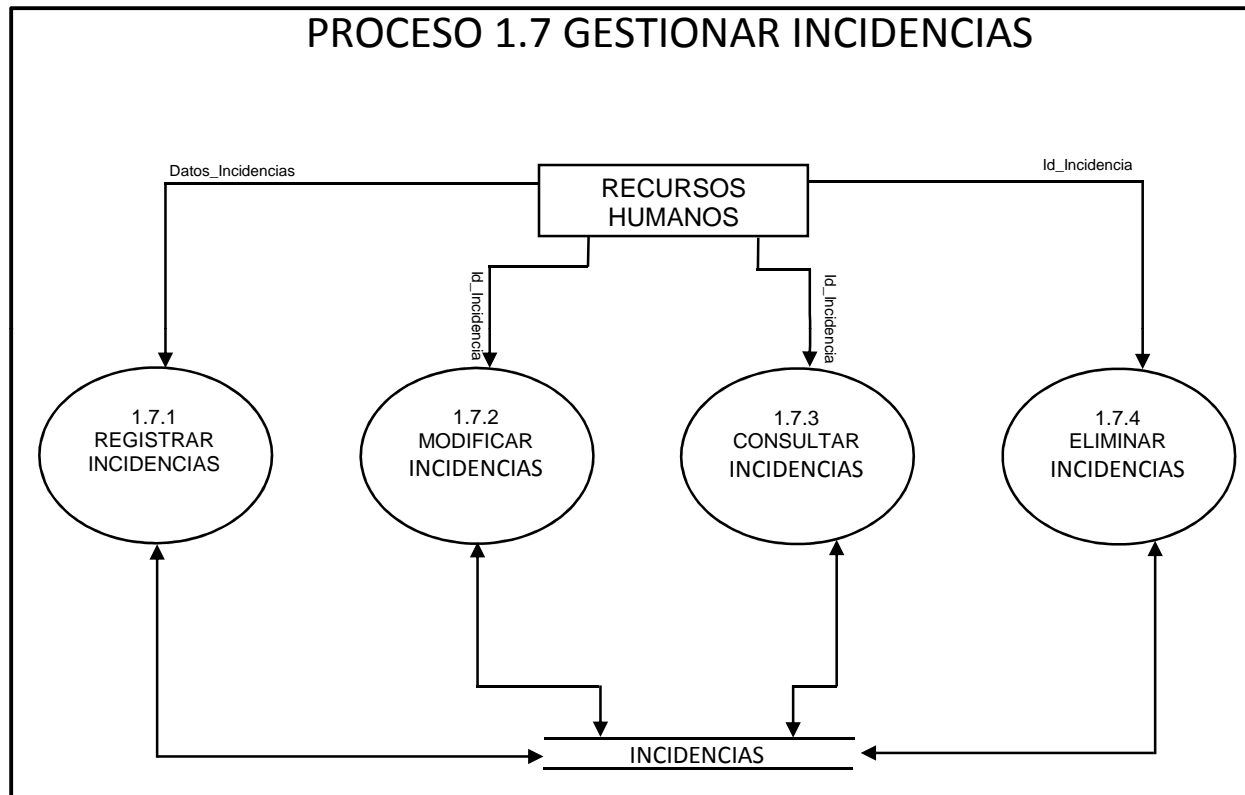 PROCESO 1.7 GESTIONAR INCIDENCIAS
Datos_Incidencias
Id_Incidencia
RECURSOS
HUMANOS
Id_Incidencia
Id_Incidencia
1.7.1
REGISTRAR
INCIDENCIAS
1.7.2
MODIFICAR
INCIDENCIAS
1.7.3
CONSULTAR
INCIDENCIAS
1.7.4
ELIMINAR
INCIDENCIAS
INCIDENCIAS